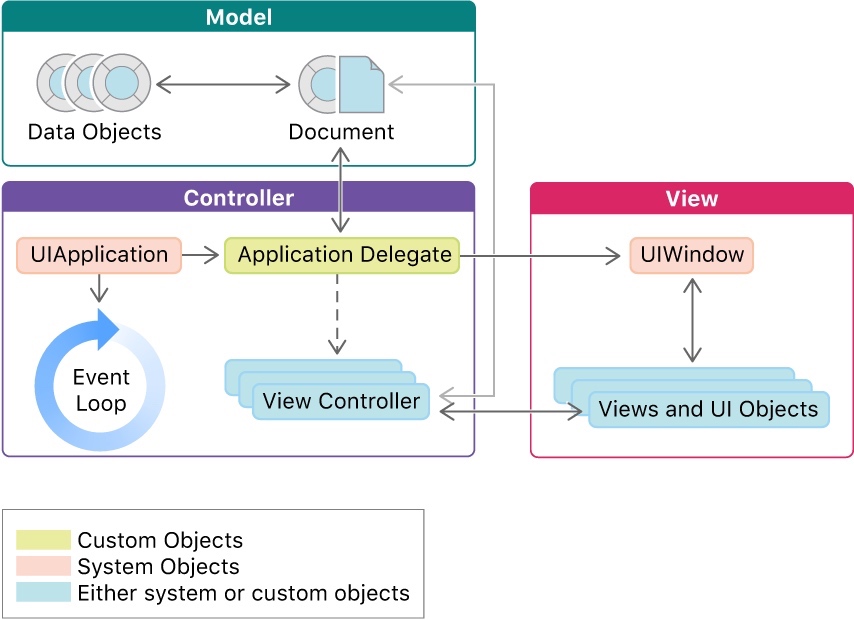 Model
Data Objects
Document
Controller
UIApplication
Application Delegate
Event
Loop
View Controller
View
UIWindow
Views and UI Objects
Custom Objects
System Objects
Either system or custom objects